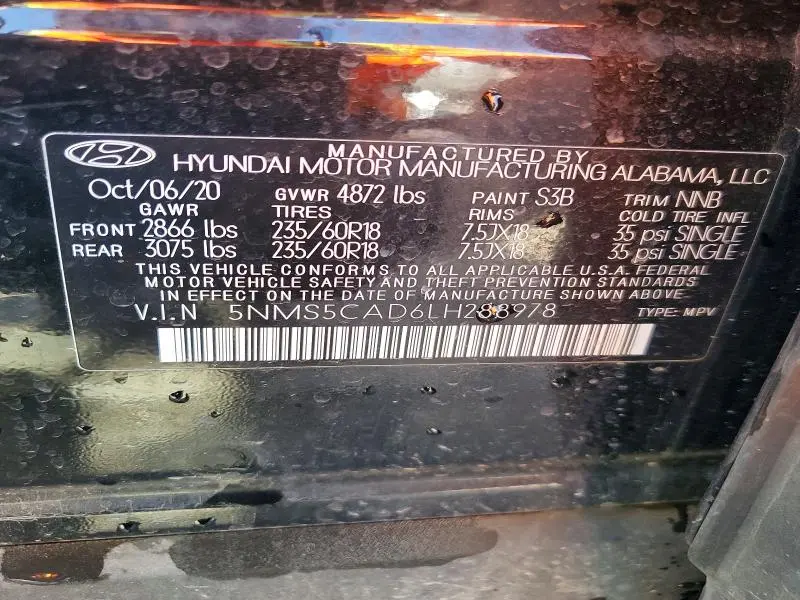 MANUFACTURED BY
HYUNDAI MOTOR MANUFACTURING ALABAMA, LLC
Oct/06/20 GVWR 4872 lbs PAINT S3B TRIM NNB
GAWR TIRES RIMS COLD TIRE INFL
FRONT 2866 lbs 235/60R18 7.5JX18 35 psi SINGLE
REAR 3075 lbs 235/60R18 7.5JX18 35 psi SINGLE
THIS VEHICLE CONFORMS TO ALL APPLICABLE U.S.A. FEDERAL
MOTOR VEHICLE SAFETY AND THEFT PREVENTION STANDARDS
IN EFFECT ON THE DATE OF MANUFACTURE SHOWN ABOVE
V.I.N 5NMS5CAD6LH288978 TYPE: MPV